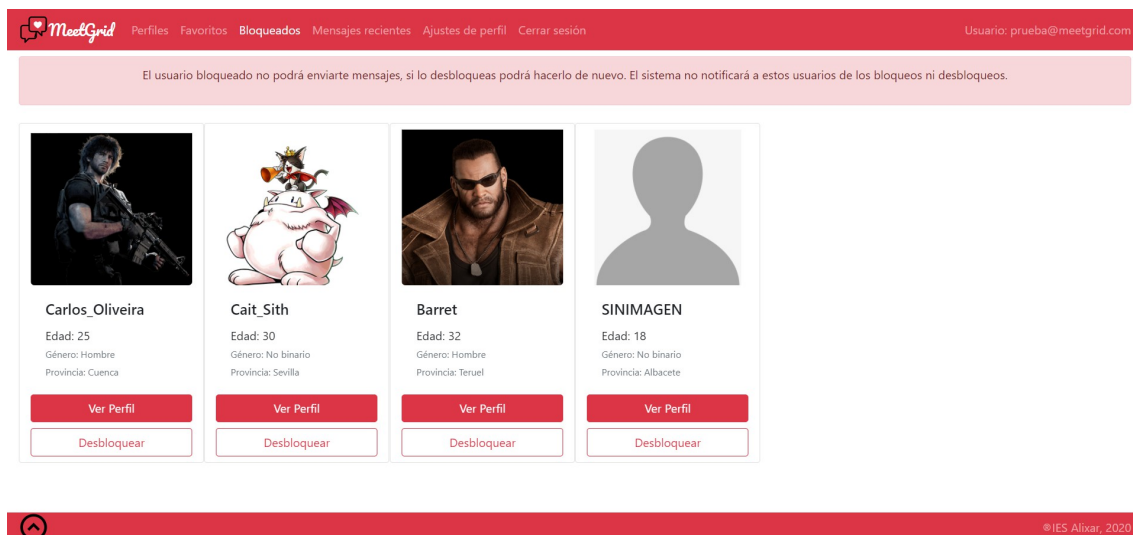 MeetGrid Perfiles Favoritos Bloqueados Mensajes recientes Ajustes de perfil Cerrar sesión Usuario: prueba@meetgrid.com
El usuario bloqueado no podrá enviarte mensajes, si lo desbloqueas podrá hacerlo de nuevo. El sistema no notificará a estos usuarios de los bloqueos ni desbloqueos.
Carlos_Oliveira
Edad: 25
Género: Hombre
Provincia: Cuenca
Ver Perfil
Desbloquear
Cait_Sith
Edad: 30
Género: No binario
Provincia: Sevilla
Ver Perfil
Desbloquear
Barret
Edad: 32
Género: Hombre
Provincia: Teruel
Ver Perfil
Desbloquear
SINIMAGEN
Edad: 18
Género: No binario
Provincia: Albacete
Ver Perfil
Desbloquear
®IES Alixar, 2020